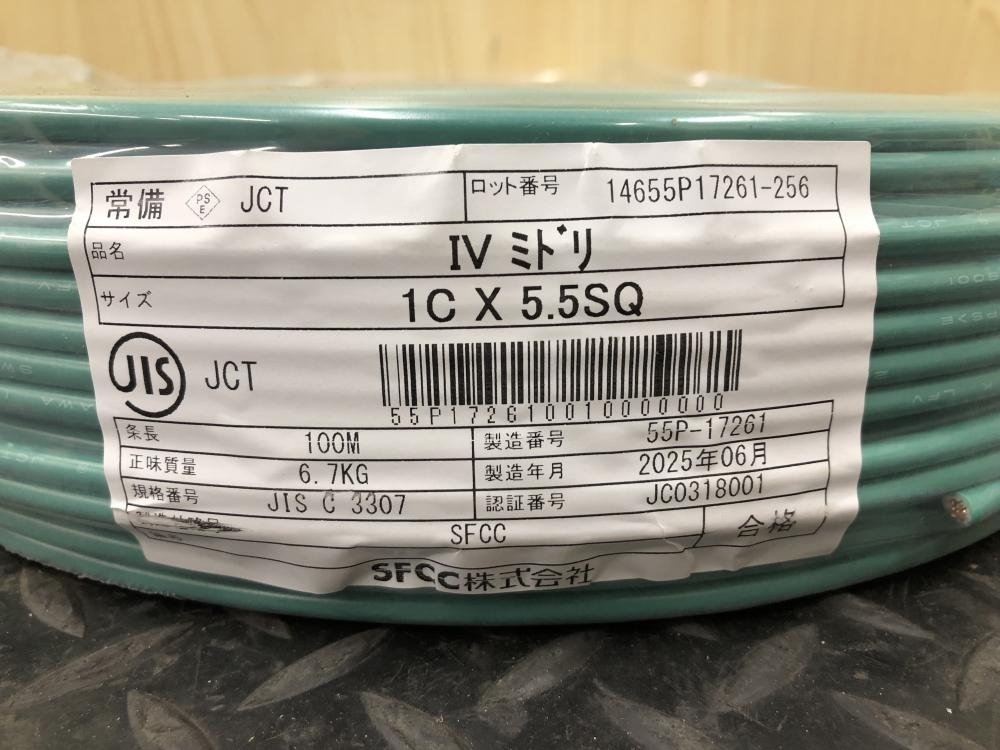 常備 PSE JCT ロット番号 14655P17261-256
品名 IV ﾐﾄﾞﾘ
サイズ 1C X 5.5SQ
JIS JCT
55P172610010000000
条長 100M 製造番号 55P-17261
正味質量 6.7KG 製造年月 2025年06月
規格番号 JIS C 3307 認証番号 JC0318001
SFCC 合格
SFCC株式会社
JCT